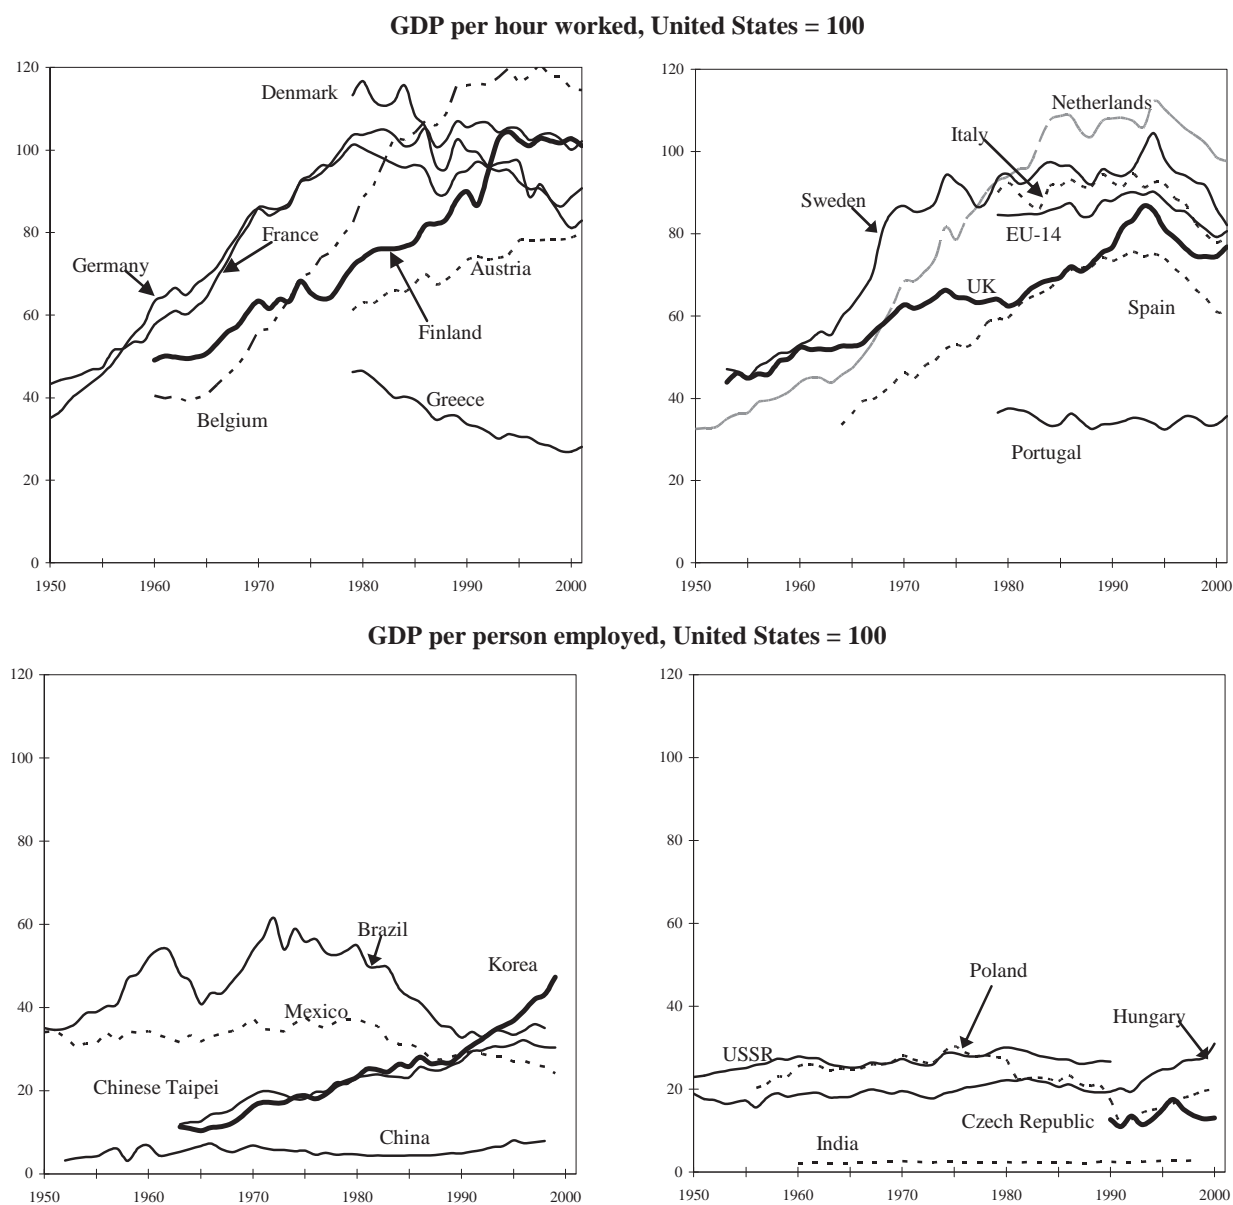 GDP per hour worked, United States = 100
120
100
80
60
40
20
0
1950 1960 1970 1980 1990 2000
Denmark
France
Germany
Austria
Finland
Greece
Belgium
120
100
80
60
40
20
0
1950 1960 1970 1980 1990 2000
Netherlands
Italy
Sweden
EU-14
UK
Spain
Portugal
GDP per person employed, United States = 100
120
100
80
60
40
20
0
1950 1960 1970 1980 1990 2000
Brazil
Korea
Mexico
Chinese Taipei
China
120
100
80
60
40
20
0
1950 1960 1970 1980 1990 2000
Poland
Hungary
USSR
Czech Republic
India